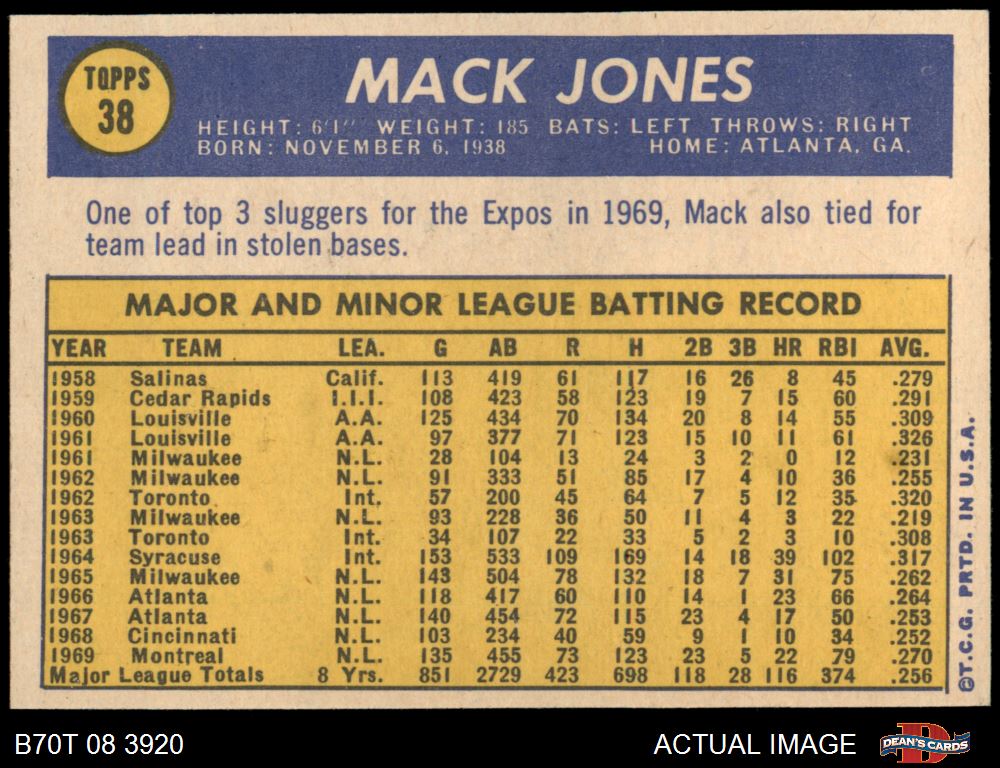 TOPPS
38
MACK JONES
HEIGHT: 6'1" WEIGHT: 185 BATS: LEFT THROWS: RIGHT
BORN: NOVEMBER 6, 1938 HOME: ATLANTA, GA.
One of top 3 sluggers for the Expos in 1969, Mack also tied for
team lead in stolen bases.
MAJOR AND MINOR LEAGUE BATTING RECORD
YEAR TEAM LEA. G AB R H 2B 3B HR RBI AVG.
1958 Salinas Calif. 113 419 61 117 16 26 8 45 .279
1959 Cedar Rapids I.I.I. 108 423 58 123 19 7 15 60 .291
1960 Louisville A.A. 125 434 70 134 20 8 14 55 .309
1961 Louisville A.A. 97 377 71 123 15 10 11 61 .326
1961 Milwaukee N.L. 28 104 13 24 3 2 0 12 .231
1962 Milwaukee N.L. 91 333 51 85 17 4 10 36 .255
1962 Toronto Int. 57 200 45 64 7 5 12 35 .320
1963 Milwaukee N.L. 93 228 36 50 11 4 3 22 .219
1963 Toronto Int. 34 107 22 33 5 2 3 10 .308
1964 Syracuse Int. 153 533 109 169 14 18 39 102 .317
1965 Milwaukee N.L. 143 504 78 132 18 7 31 75 .262
1966 Atlanta N.L. 118 417 60 110 14 1 23 66 .264
1967 Atlanta N.L. 140 454 72 115 23 4 17 50 .253
1968 Cincinnati N.L. 103 234 40 59 9 1 10 34 .252
1969 Montreal N.L. 135 455 73 123 23 5 22 79 .270
Major League Totals 8 Yrs. 851 2729 423 698 118 28 116 374 .256
©T.C.G. PRTD. IN U.S.A.
B70T 08 3920
ACTUAL IMAGE
DEAN'S CARDS